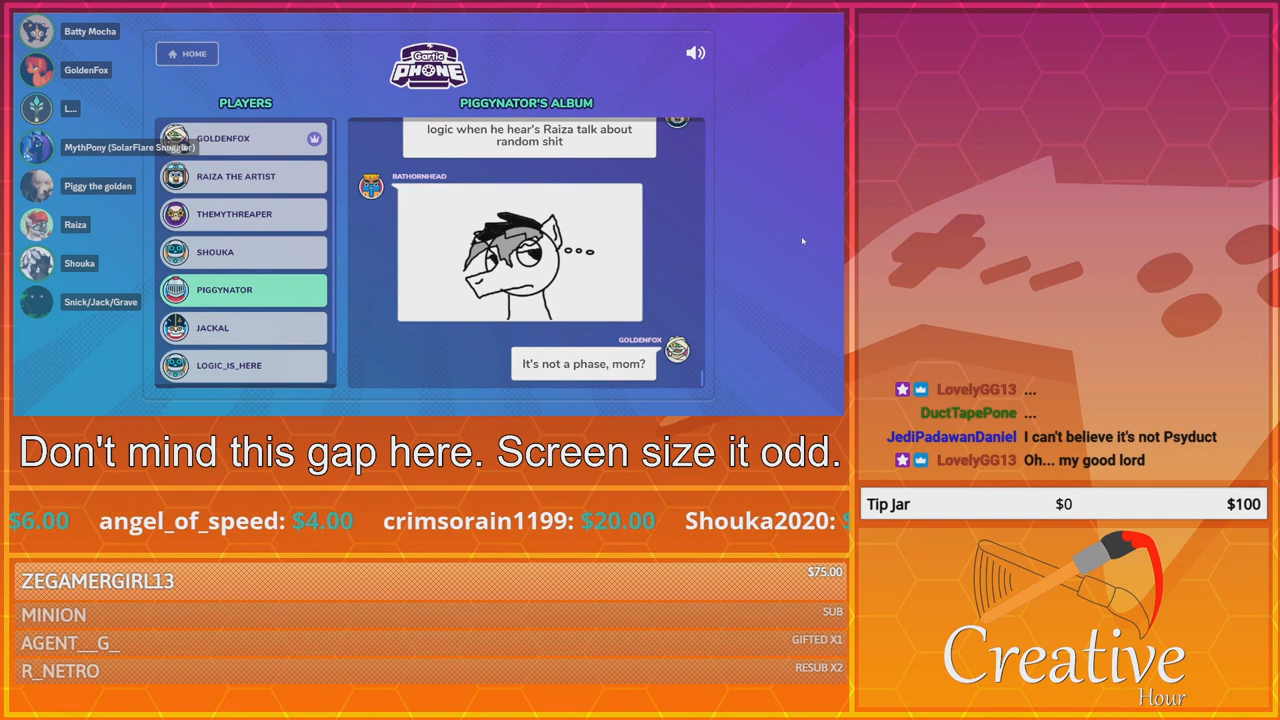 Batty Mocha
GoldenFox
L...
MythPony (SolarFlare Snuggler)
Piggy the golden
Raiza
Shouka
Snick/Jack/Grave
HOME
Gartic
PHONE
PLAYERS
GOLDENFOX
RAIZA THE ARTIST
THEMYTHREAPER
SHOUKA
PIGGYNATOR
JACKAL
LOGIC_IS_HERE
PIGGYNATOR'S ALBUM
logic when he hear's Raiza talk about
random shit
BATHORNHEAD
GOLDENFOX
It's not a phase, mom?
Don't mind this gap here. Screen size it odd.
$6.00 angel_of_speed: $4.00 crimsorain1199: $20.00 Shouka2020:
ZEGAMERGIRL13 $75.00
MINION SUB
AGENT__G_ GIFTED X1
R_NETRO RESUB X2
LovelyGG13 ...
DuctTapePone ...
JediPadawanDaniel I can't believe it's not Psyduct
LovelyGG13 Oh... my good lord
Tip Jar $0 $100
Creative
Hour